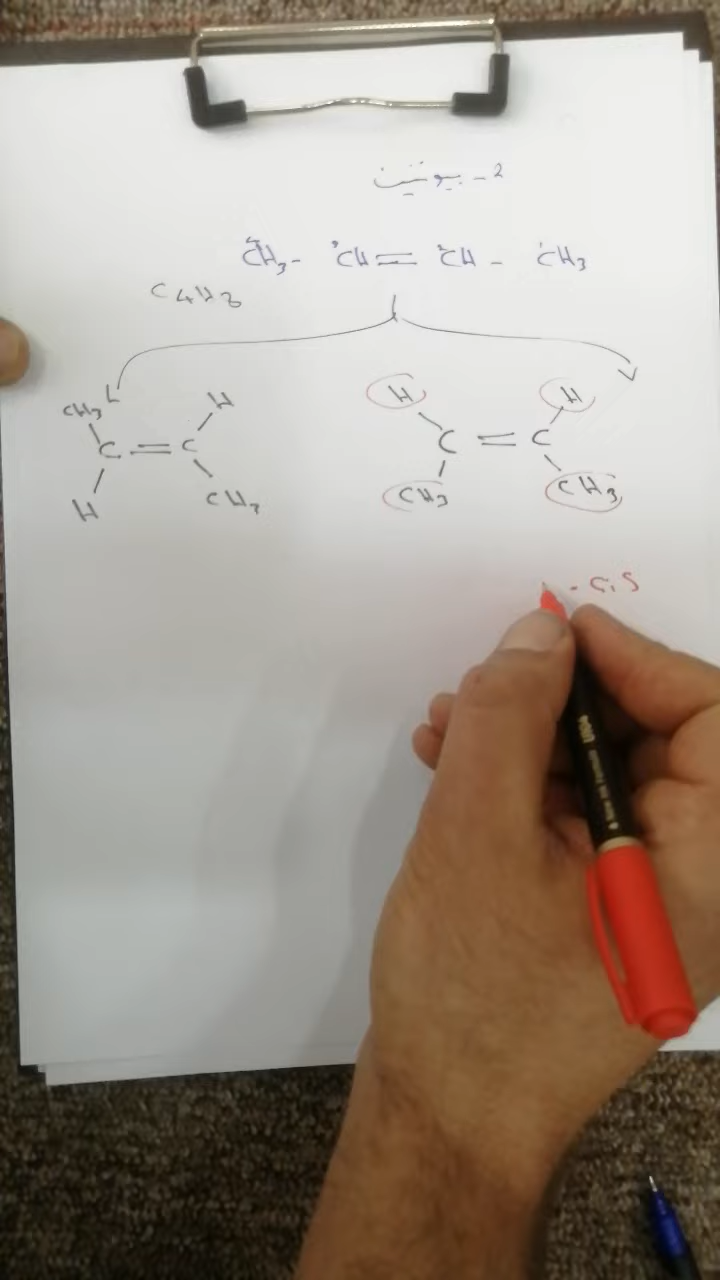 2 - بيوتين
CH₃ - CH = CH - CH₃
C₄H₈
CH₃ H
C = C
H CH₃
H H
C = C
CH₃ CH₃
- cis